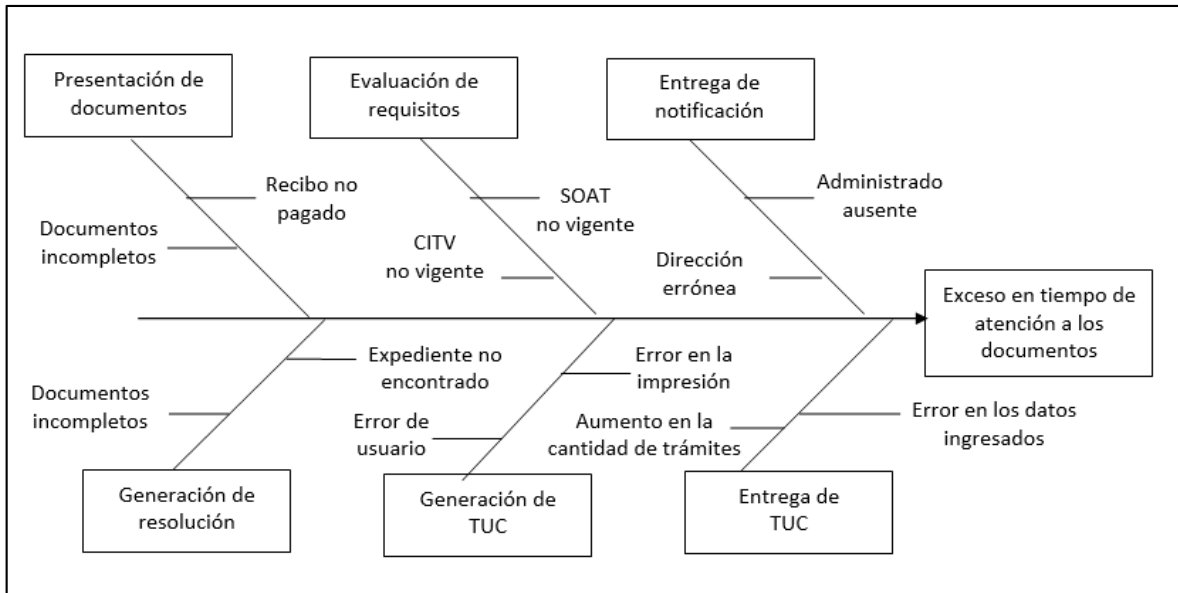 Presentación de
documentos
Evaluación de
requisitos
Entrega de
notificación
Recibo no
pagado
Documentos
incompletos
SOAT
no vigente
CITV
no vigente
Administrado
ausente
Dirección
errónea
Exceso en tiempo de
atención a los
documentos
Expediente no
encontrado
Documentos
incompletos
Error en la
impresión
Error de
usuario
Aumento en la
cantidad de trámites
Error en los datos
ingresados
Generación de
resolución
Generación de
TUC
Entrega de
TUC